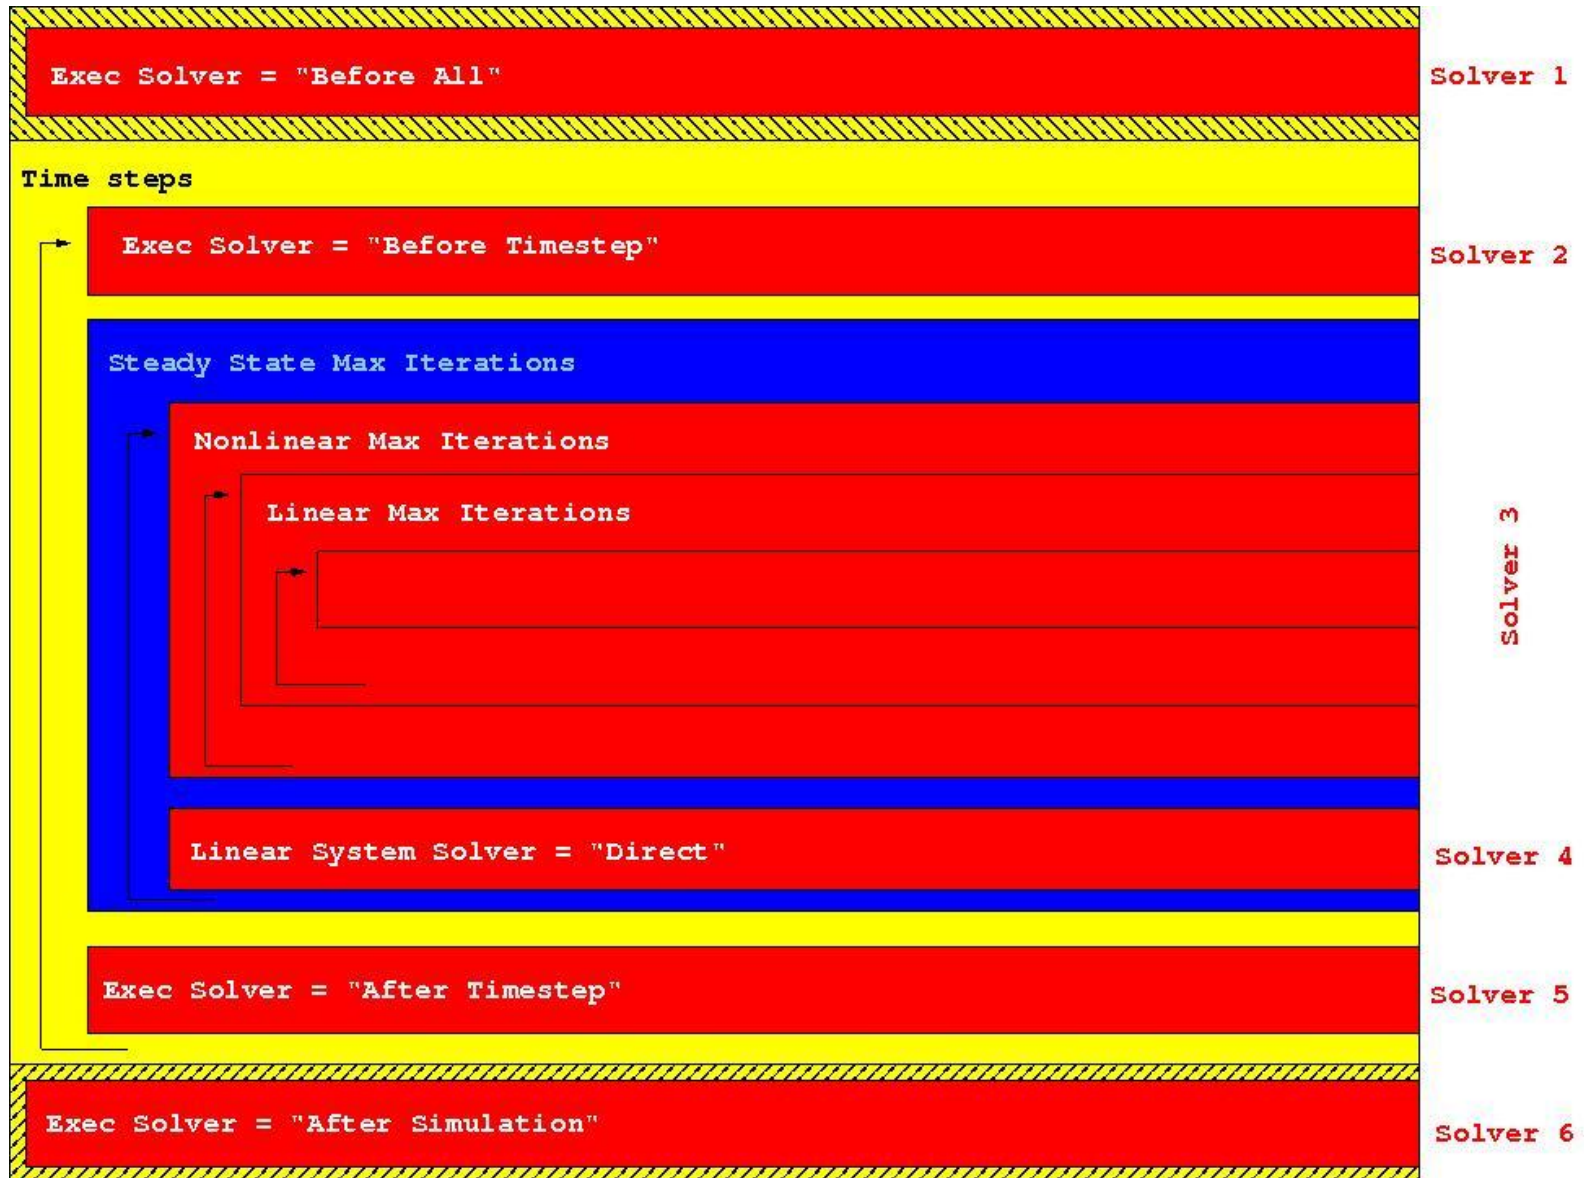 Exec Solver = "Before All"
Solver 1
Time steps
Exec Solver = "Before Timestep"
Solver 2
Steady State Max Iterations
Nonlinear Max Iterations
Linear Max Iterations
Solver 3
Linear System Solver = "Direct"
Solver 4
Exec Solver = "After Timestep"
Solver 5
Exec Solver = "After Simulation"
Solver 6